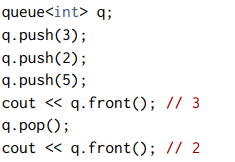 queue<int> q;
q.push(3);
q.push(2);
q.push(5);
cout << q.front(); // 3
q.pop();
cout << q.front(); // 2